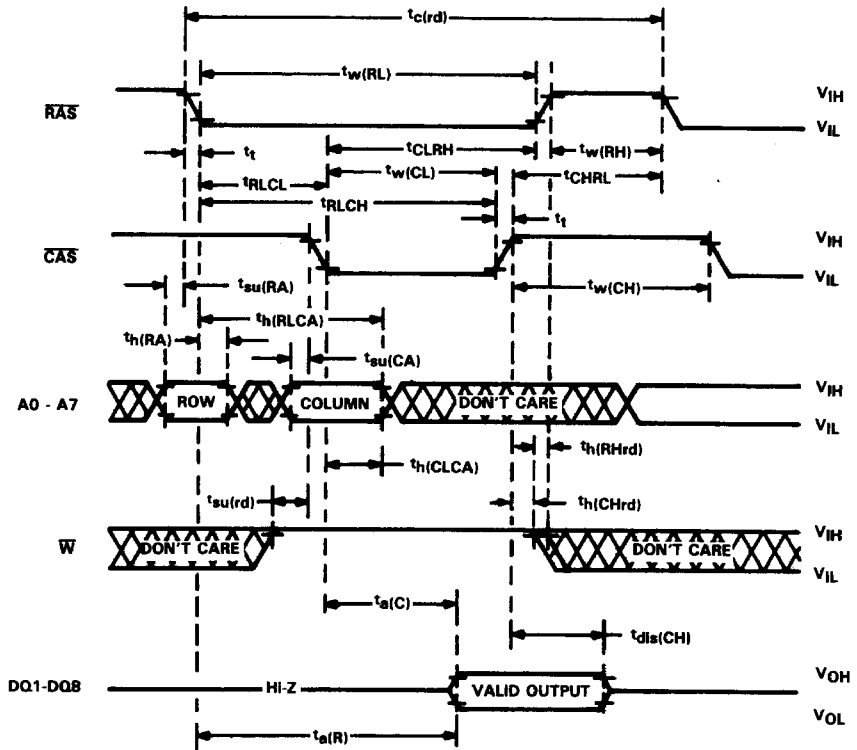 tc(rd)
tw(RL)
RAS
VIH
VIL
tt
tCLRH
tw(RH)
tRLCL
tw(CL)
tCHRL
tRLCH
tt
CAS
VIH
VIL
tsu(RA)
tw(CH)
th(RLCA)
th(RA)
tsu(CA)
A0 - A7
ROW
COLUMN
DON'T CARE
VIH
VIL
th(RHrd)
th(CLCA)
tsu(rd)
th(CHrd)
W
DON'T CARE
DON'T CARE
VIH
VIL
ta(C)
tdis(CH)
DQ1-DQ8
HI-Z
VALID OUTPUT
VOH
VOL
ta(R)